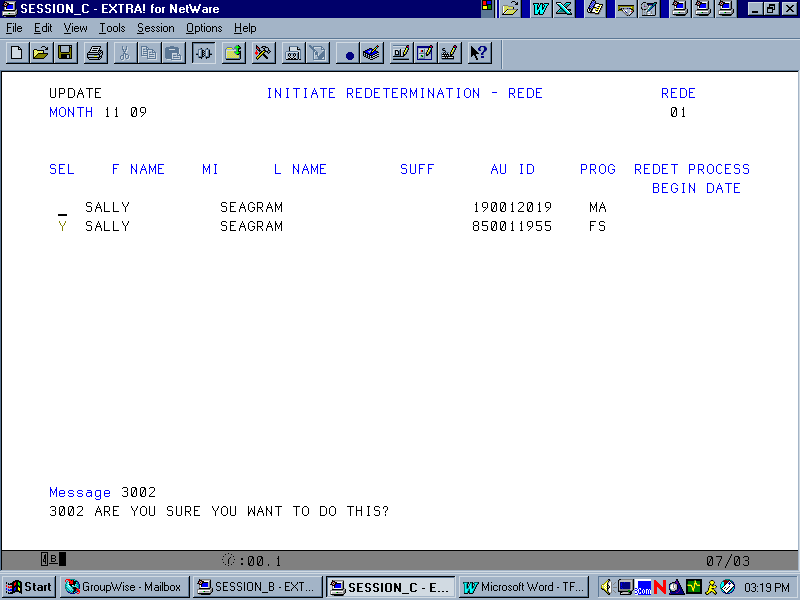 SESSION_C - EXTRA! for NetWare
File Edit View Tools Session Options Help
UPDATE INITIATE REDETERMINATION - REDE REDE
MONTH 11 09 01
SEL F NAME MI L NAME SUFF AU ID PROG REDET PROCESS
BEGIN DATE
_ SALLY SEAGRAM 190012019 MA
Y SALLY SEAGRAM 850011955 FS
Message 3002
3002 ARE YOU SURE YOU WANT TO DO THIS?
4B :00.1 07/03
Start GroupWise - Mailbox SESSION_B - EXT... SESSION_C - E... Microsoft Word - TF... 03:19 PM